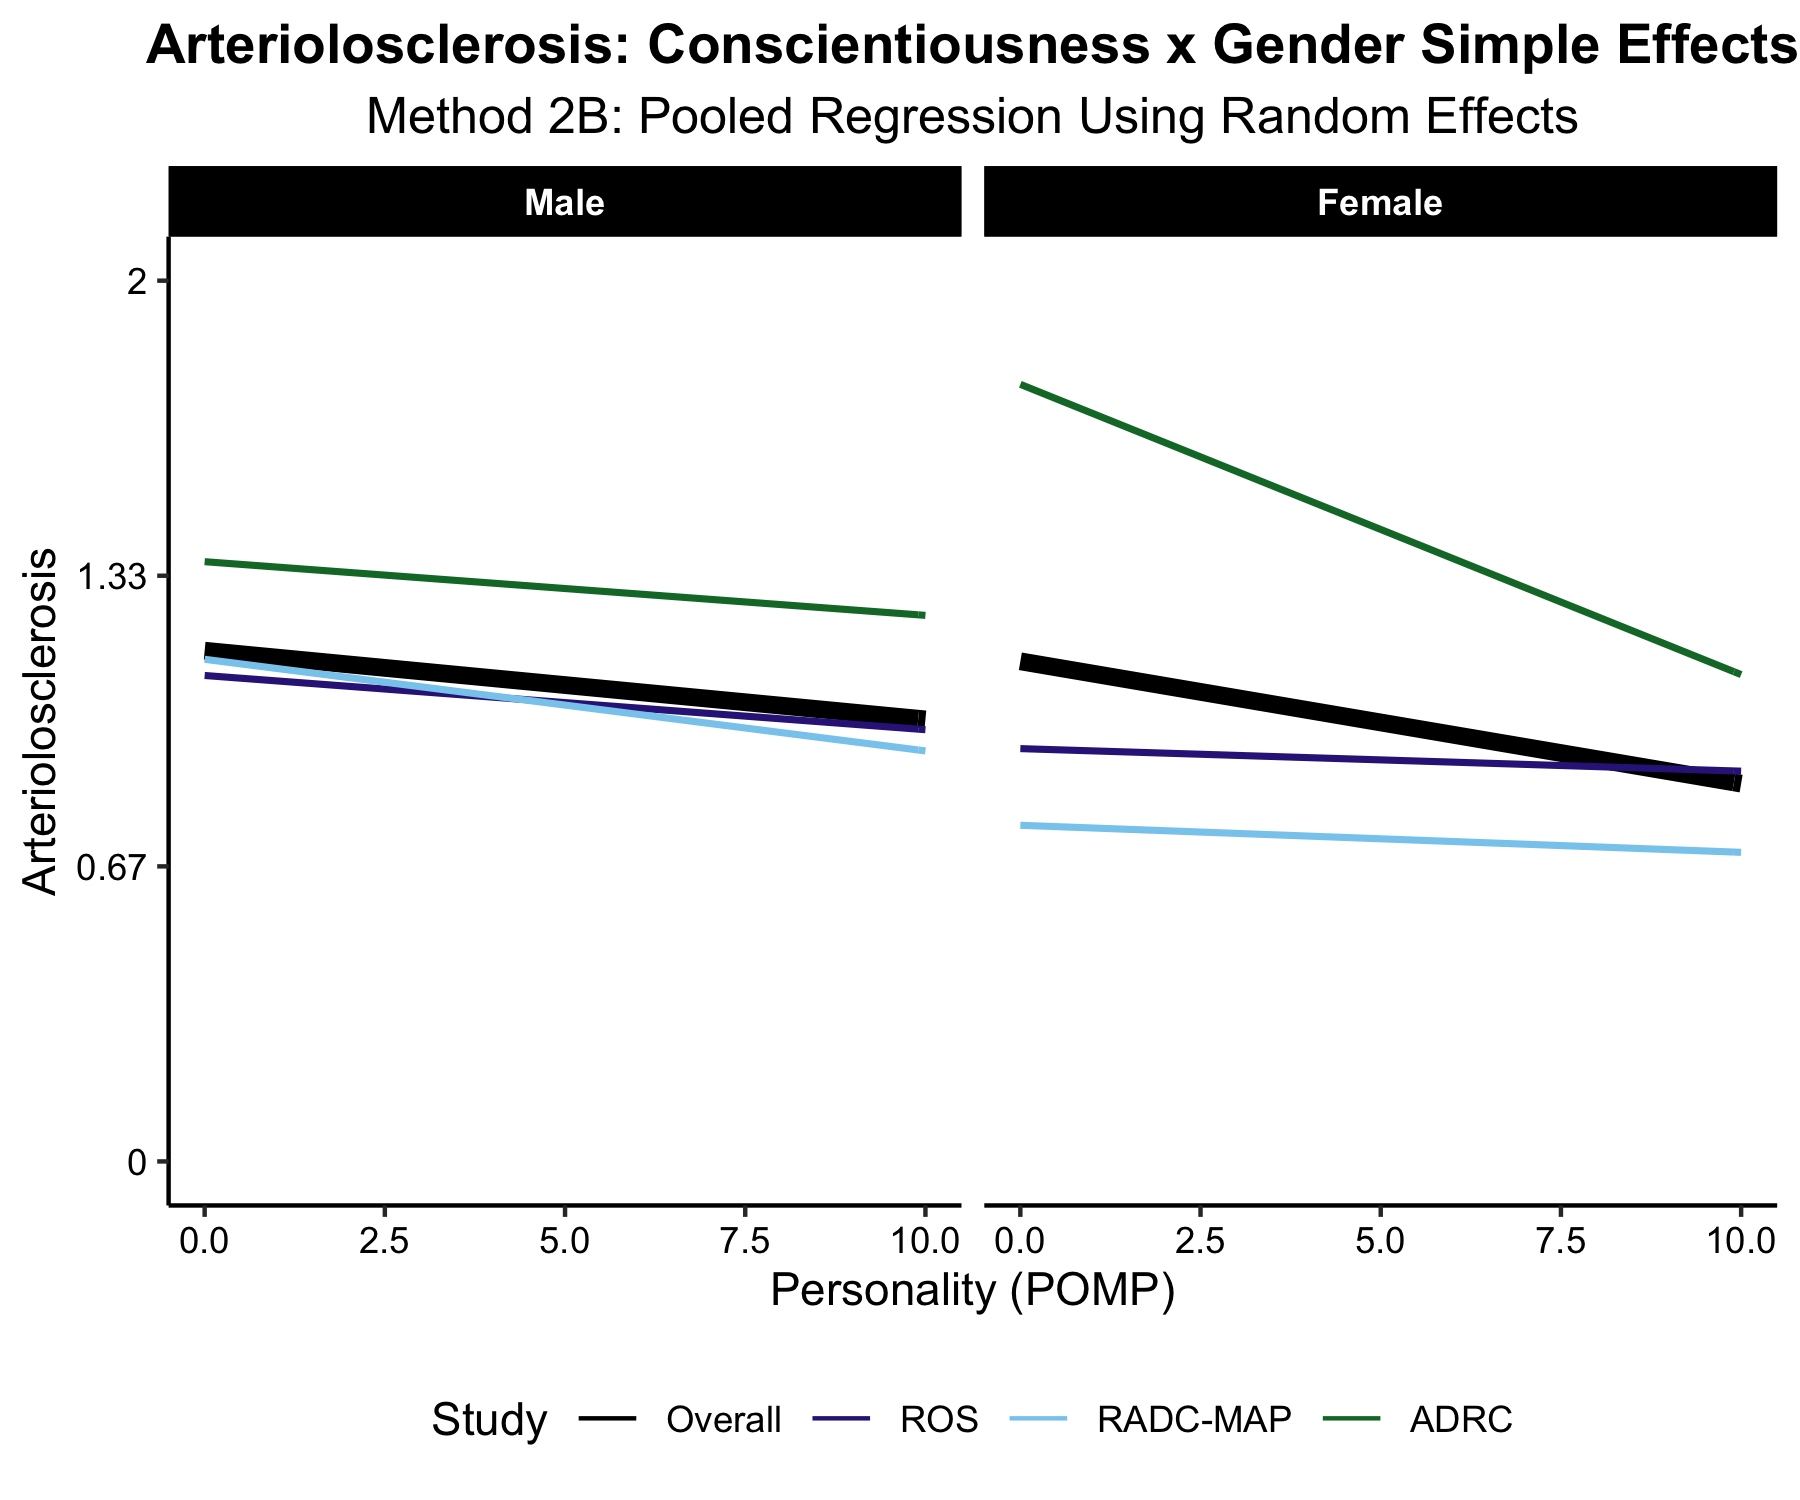 Arteriolosclerosis: Conscientiousness x Gender Simple Effects
Method 2B: Pooled Regression Using Random Effects
Male Female
2
1.33
0.67
0
Arteriolosclerosis
0.0 2.5 5.0 7.5 10.0 0.0 2.5 5.0 7.5 10.0
Personality (POMP)
Study Overall ROS RADC-MAP ADRC